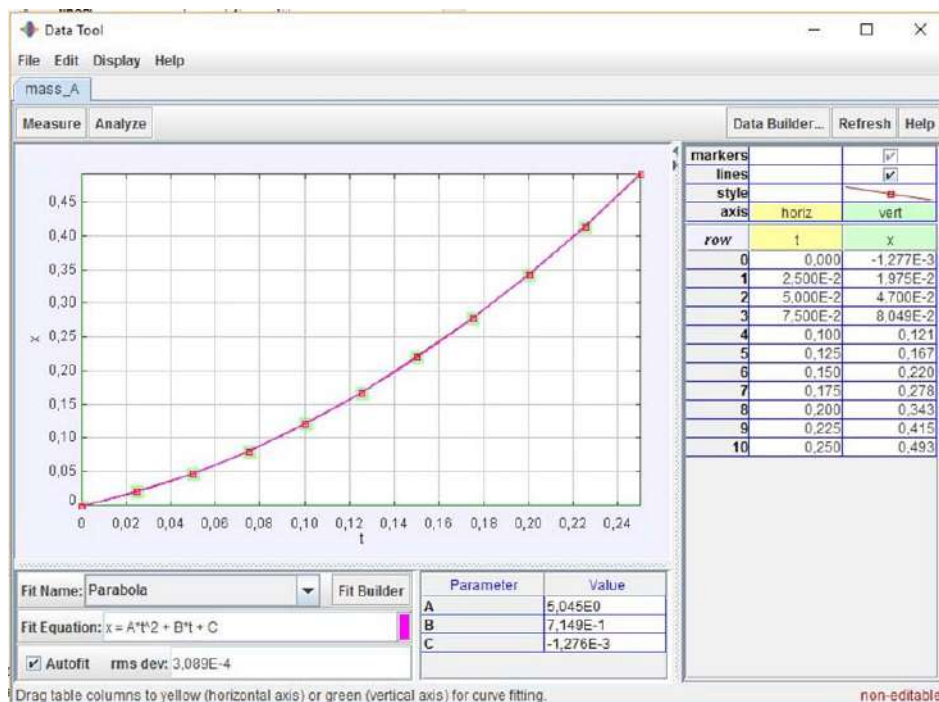 Data Tool
File Edit Display Help
mass_A
Measure Analyze Data Builder... Refresh Help
markers
lines
style
axis horiz vert
row t x
0 0,000 -1,277E-3
1 2,500E-2 1,975E-2
2 5,000E-2 4,700E-2
3 7,500E-2 8,049E-2
4 0,100 0,121
5 0,125 0,167
6 0,150 0,220
7 0,175 0,278
8 0,200 0,343
9 0,225 0,415
10 0,250 0,493
0,45
0,40
0,35
0,30
0,25
x
0,20
0,15
0,10
0,05
0
0 0,02 0,04 0,06 0,08 0,10 0,12 0,14 0,16 0,18 0,20 0,22 0,24
t
Fit Name: Parabola Fit Builder
Fit Equation: x = A*t^2 + B*t + C
Autofit rms dev: 3,089E-4
Parameter Value
A 5,045E0
B 7,149E-1
C -1,276E-3
Drag table columns to yellow (horizontal axis) or green (vertical axis) for curve fitting. non-editable